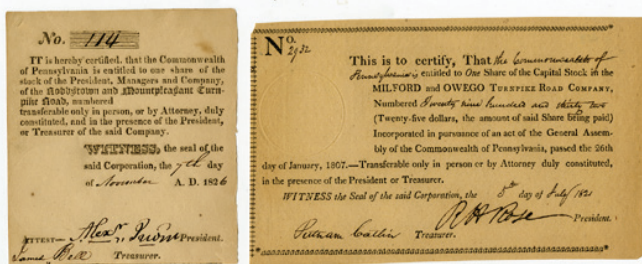 No. 114
IT is hereby certified, that the Commonwealth
of Pennsylvania is entitled to one share of the
stock of the President, Managers and Company,
of the Roddystown and Mountpleasant Turn-
pike Road, numbered
transferable only in person, or by Attorney, duly
constituted, and in the presence of the President,
or Treasurer of the said Company.
WITNESS, the seal of the
said Corporation, the 7th day
of November A. D. 1826
ATTEST— President.
James Bell Treasurer.
No.
2932
This is to certify, That the Commonwealth of
Pennsylvania is entitled to One Share of the Capital Stock in the
MILFORD and OWEGO TURNPIKE ROAD COMPANY,
Numbered Twenty nine hundred and thirty two
(Twenty-five dollars, the amount of said Share being paid)
Incorporated in pursuance of an act of the General Assem-
bly of the Commonwealth of Pennsylvania, passed the 26th
day of January, 1807.—Transferable only in person or by Attorney duly constituted,
in the presence of the President or Treasurer.
WITNESS the Seal of the said Corporation, the day of July 182
R H Rose President.
Putnam Catlin Treasurer.